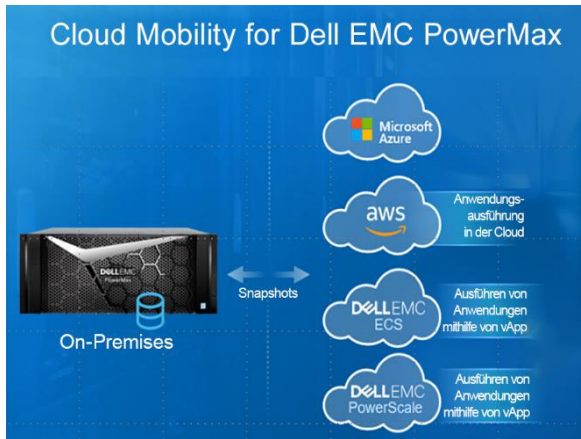 Cloud Mobility for Dell EMC PowerMax
Microsoft
Azure
aws
Anwendungs-
ausführung
in der Cloud
DELLEMC
PowerMax
Snapshots
On-Premises
DELLEMC
ECS
Ausführen von
Anwendungen
mithilfe von vApp
DELLEMC
PowerScale
Ausführen von
Anwendungen
mithilfe von vApp